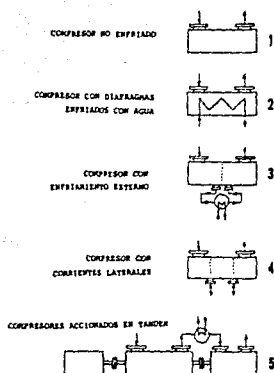 COMPRESOR NO ENFRIADO
1
COMPRESOR CON DIAFRAGMAS
ENFRIADOS CON AGUA
2
COMPRESOR CON
ENFRIAMIENTO EXTERNO
3
COMPRESOR CON
CORRIENTES LATERALES
4
COMPRESORES ACCIONADOS EN TANDEM
5